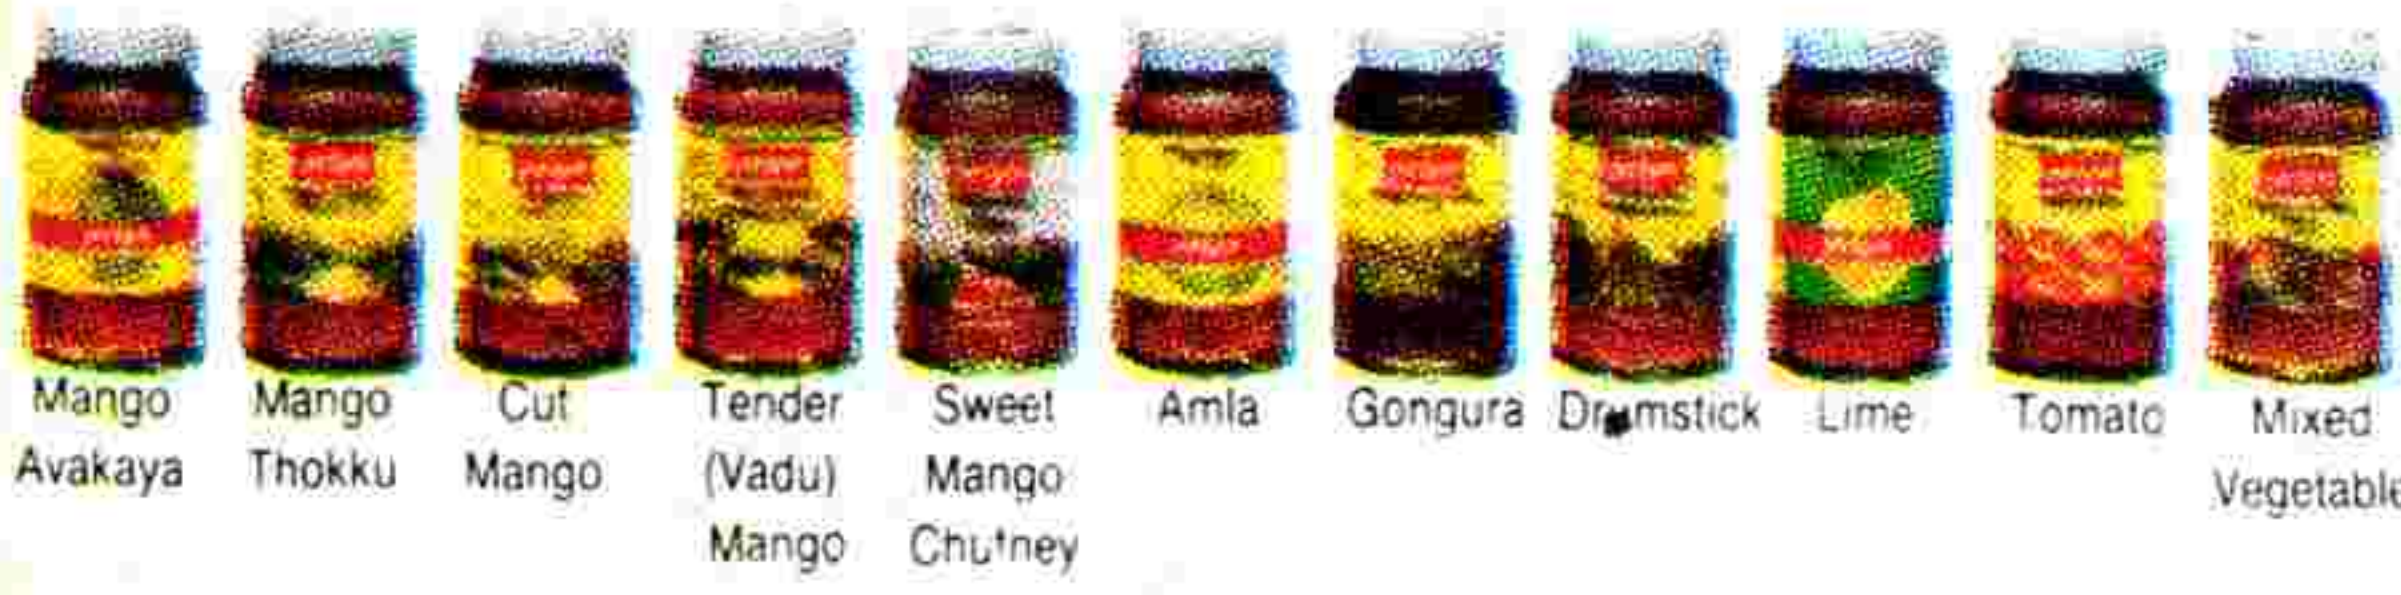 Mango
Avakaya
Mango
Thokku
Cut
Mango
Tender
(Vadu)
Mango
Sweet
Mango
Chutney
Amla
Gongura
Drumstick
Lime
Tomato
Mixed
Vegetable